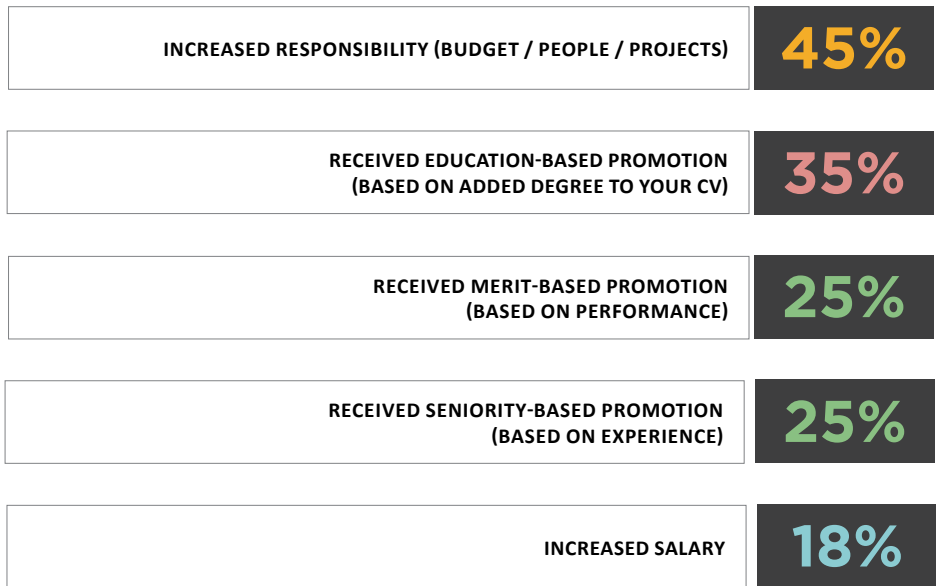 INCREASED RESPONSIBILITY (BUDGET / PEOPLE / PROJECTS)
45%
RECEIVED EDUCATION-BASED PROMOTION
(BASED ON ADDED DEGREE TO YOUR CV)
35%
RECEIVED MERIT-BASED PROMOTION
(BASED ON PERFORMANCE)
25%
RECEIVED SENIORITY-BASED PROMOTION
(BASED ON EXPERIENCE)
25%
INCREASED SALARY
18%